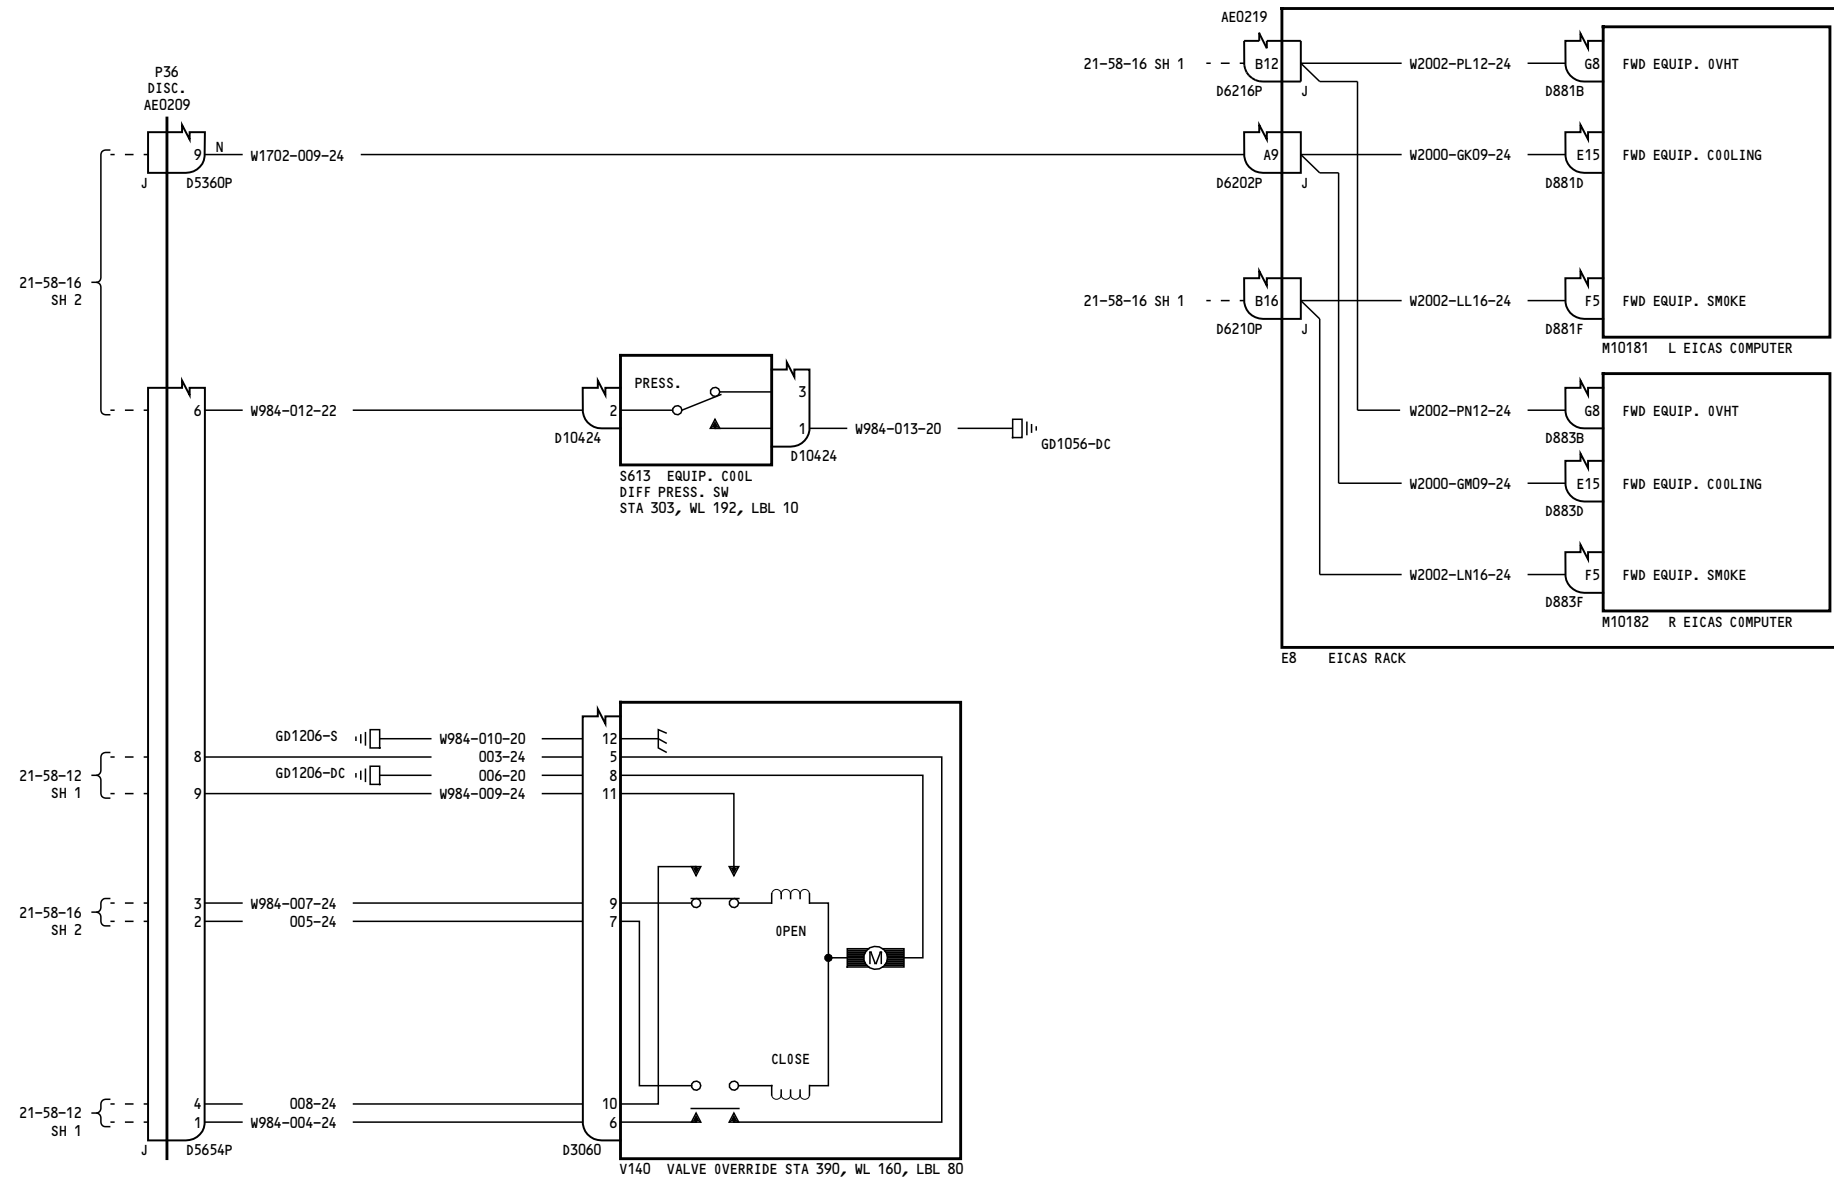 AE0219
21-58-16 SH 1
B12
D6216P
J
W2002-PL12-24
G8
D881B
FWD EQUIP. OVHT
P36
DISC.
AE0209
9
N
W1702-009-24
J
D5360P
A9
D6202P
J
W2000-GK09-24
E15
D881D
FWD EQUIP. COOLING
21-58-16
SH 2
21-58-16 SH 1
B16
D6210P
J
W2002-LL16-24
F5
D881F
FWD EQUIP. SMOKE
M10181 L EICAS COMPUTER
6
W984-012-22
2
D10424
PRESS.
3
1
D10424
W984-013-20
GD1056-DC
S613 EQUIP. COOL
DIFF PRESS. SW
STA 303, WL 192, LBL 10
W2002-PN12-24
G8
D883B
FWD EQUIP. OVHT
W2000-GM09-24
E15
D883D
FWD EQUIP. COOLING
W2002-LN16-24
F5
D883F
FWD EQUIP. SMOKE
M10182 R EICAS COMPUTER
E8 EICAS RACK
GD1206-S
W984-010-20
12
8
003-24
5
21-58-12
SH 1
GD1206-DC
006-20
8
9
W984-009-24
11
21-58-16
SH 2
3
W984-007-24
9
2
005-24
7
OPEN
M
CLOSE
21-58-12
SH 1
4
008-24
10
1
W984-004-24
6
J
D5654P
D3060
V140 VALVE OVERRIDE STA 390, WL 160, LBL 80